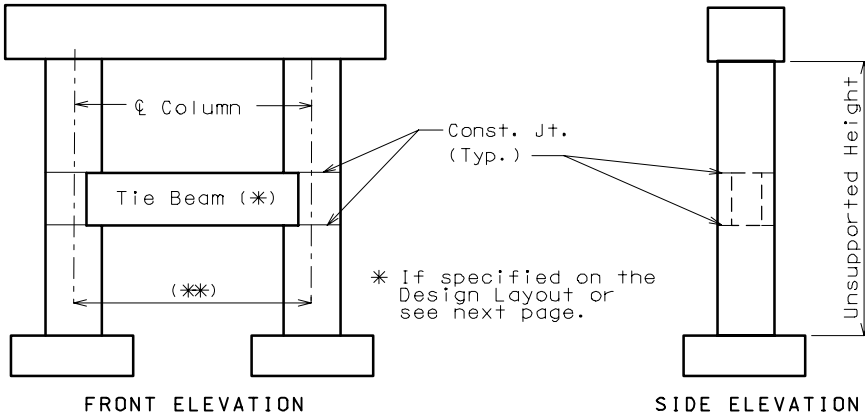 ℄ Column
Const. Jt.
(Typ.)
Tie Beam (*)
(**)
* If specified on the
Design Layout or
see next page.
Unsupported Height
FRONT ELEVATION
SIDE ELEVATION